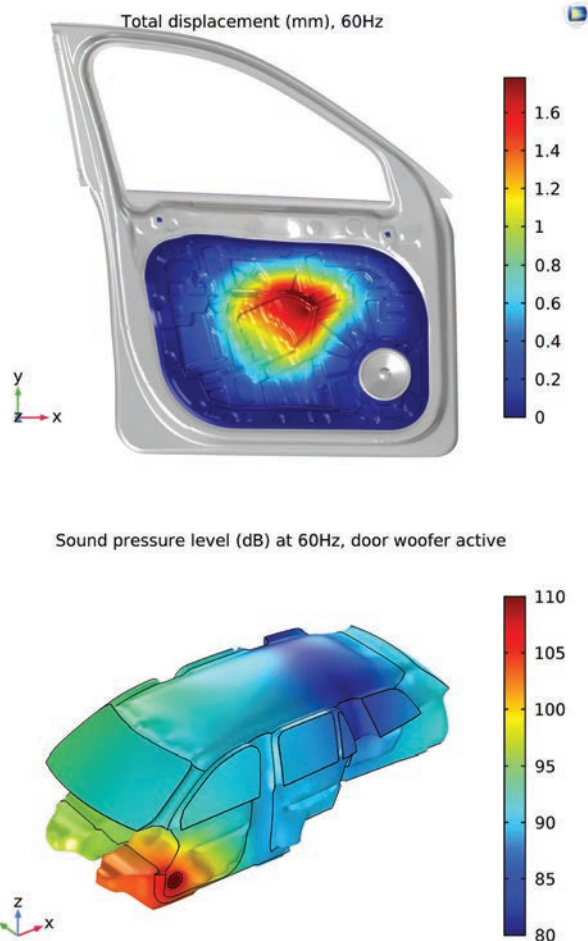 Total displacement (mm), 60Hz
1.6
1.4
1.2
1
0.8
0.6
0.4
0.2
0
y
z
x
Sound pressure level (dB) at 60Hz, door woofer active
110
105
100
95
90
85
80
z
x